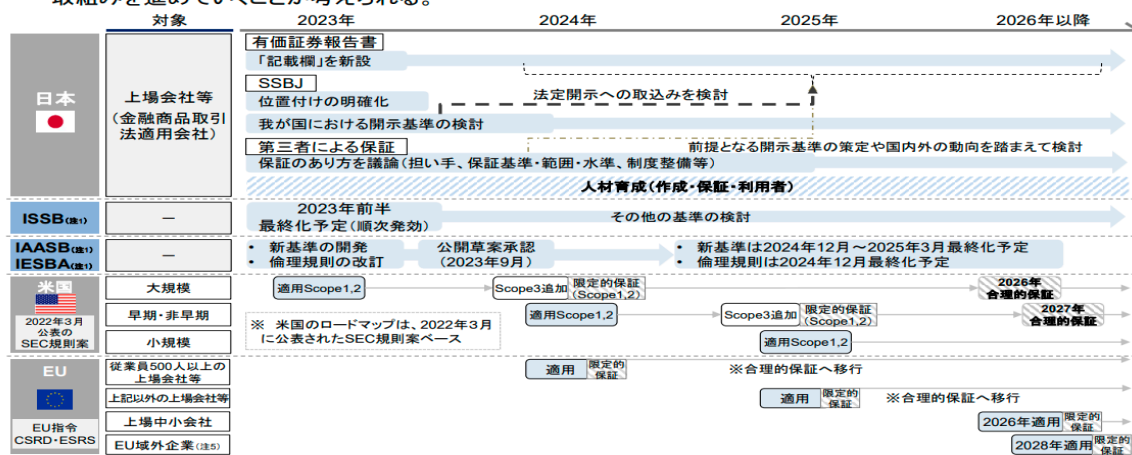 取組みを進めていくことが考えられる。
対象 2023年 2024年 2025年 2026年以降
日本
上場会社等
(金融商品取引
法適用会社)
有価証券報告書
「記載欄」を新設
SSBJ
位置付けの明確化
法定開示への取込みを検討
我が国における開示基準の検討
第三者による保証
前提となる開示基準の策定や国内外の動向を踏まえて検討
保証のあり方を議論(担い手、保証基準・範囲・水準、制度整備等)
人材育成(作成・保証・利用者)
ISSB(注1)
―
2023年前半
最終化予定(順次発効)
その他の基準の検討
IAASB(注1)
IESBA(注1)
―
・ 新基準の開発
・ 倫理規則の改訂
公開草案承認
(2023年9月)
・ 新基準は2024年12月~2025年3月最終化予定
・ 倫理規則は2024年12月最終化予定
米国
2022年3月
公表の
SEC規則案
大規模
適用Scope1,2
Scope3追加
限定的保証
(Scope1,2)
2026年
合理的保証
早期・非早期
適用Scope1,2
Scope3追加
限定的保証
(Scope1,2)
2027年
合理的保証
※ 米国のロードマップは、2022年3月
に公表されたSEC規則案ベース
小規模
適用Scope1,2
EU
EU指令
CSRD・ESRS
従業員500人以上の
上場会社等
適用
限定的
保証
※合理的保証へ移行
上記以外の上場会社等
適用
限定的
保証
※合理的保証へ移行
上場中小会社
2026年適用
限定的
保証
EU域外企業(注5)
2028年適用
限定的
保証